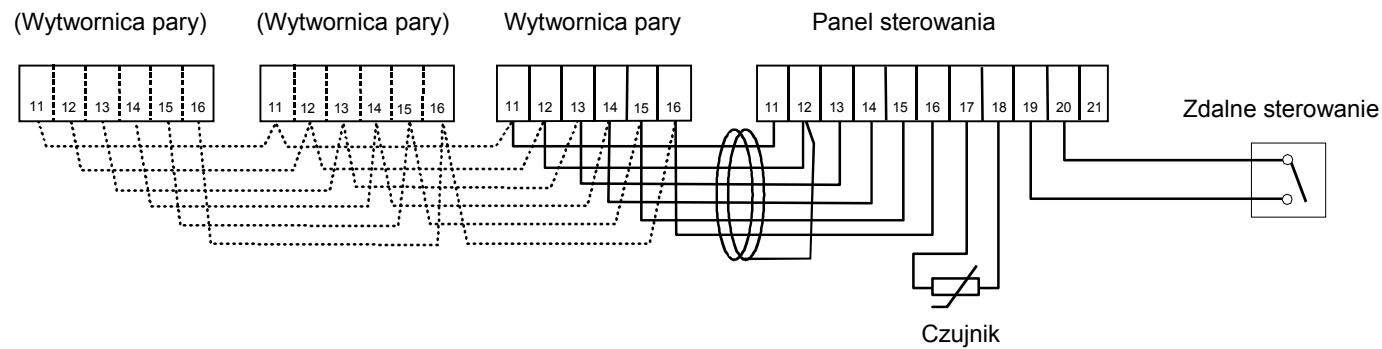 (Wytwornica pary) (Wytwornica pary) Wytwornica pary Panel sterowania
11 12 13 14 15 16 11 12 13 14 15 16 11 12 13 14 15 16 11 12 13 14 15 16 17 18 19 20 21
Zdalne sterowanie
Czujnik